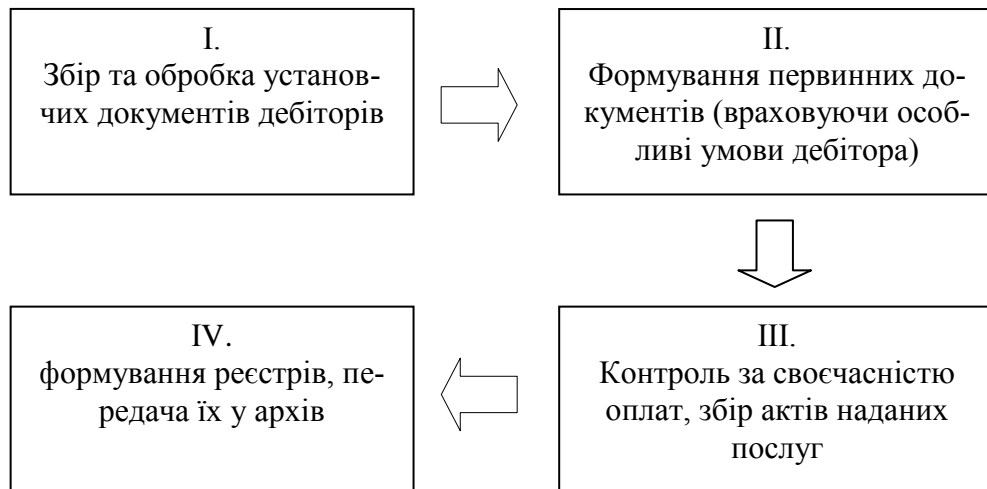 I.
Збір та обробка установ-
чих документів дебіторів
II.
Формування первинних до-
кументів (враховуючи особ-
ливі умови дебітора)
IV.
формування реєстрів, пе-
редача їх у архів
III.
Контроль за своєчасністю
оплат, збір актів наданих
послуг